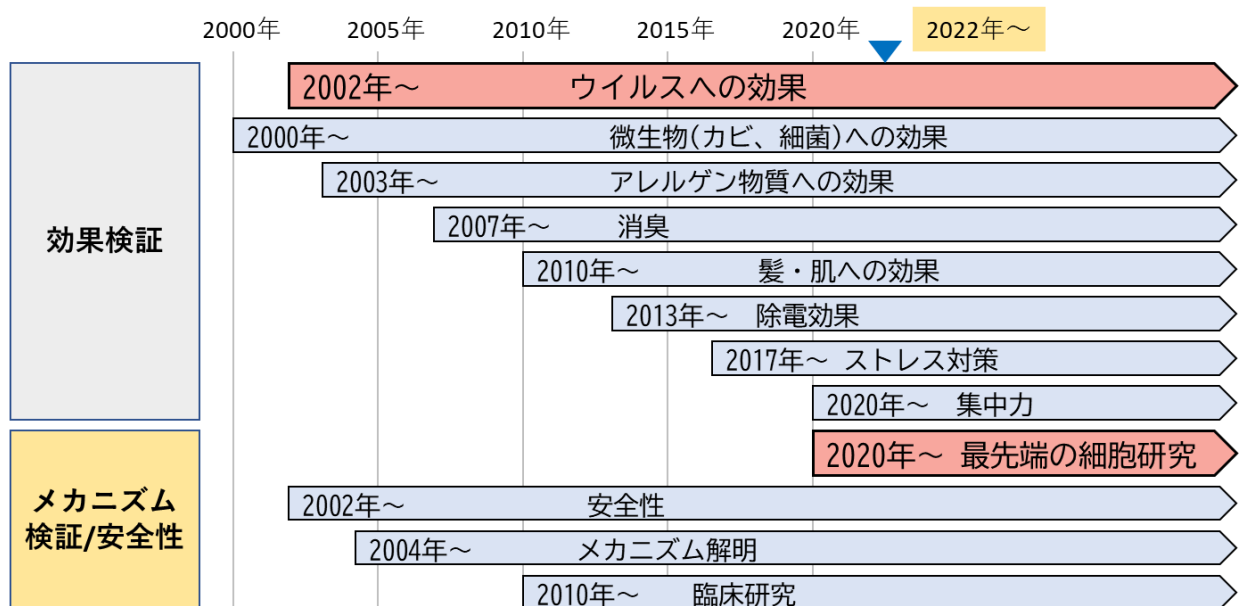 2000年 2005年 2010年 2015年 2020年 2022年～
効果検証
2002年～ ウイルスへの効果
2000年～ 微生物(カビ、細菌)への効果
2003年～ アレルゲン物質への効果
2007年～ 消臭
2010年～ 髪・肌への効果
2013年～ 除電効果
2017年～ ストレス対策
2020年～ 集中力
メカニズム
検証/安全性
2020年～ 最先端の細胞研究
2002年～ 安全性
2004年～ メカニズム解明
2010年～ 臨床研究